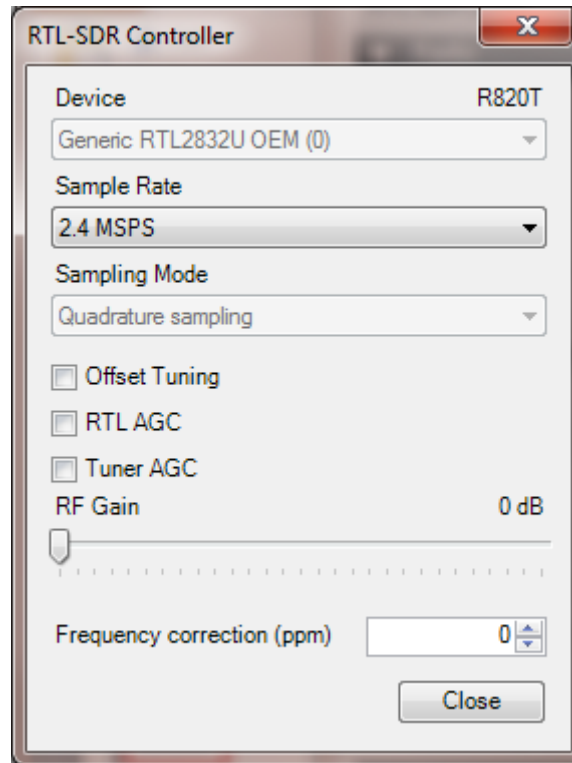 RTL-SDR Controller
Device R820T
Generic RTL2832U OEM (0)
Sample Rate
2.4 MSPS
Sampling Mode
Quadrature sampling
Offset Tuning
RTL AGC
Tuner AGC
RF Gain 0 dB
Frequency correction (ppm) 0
Close